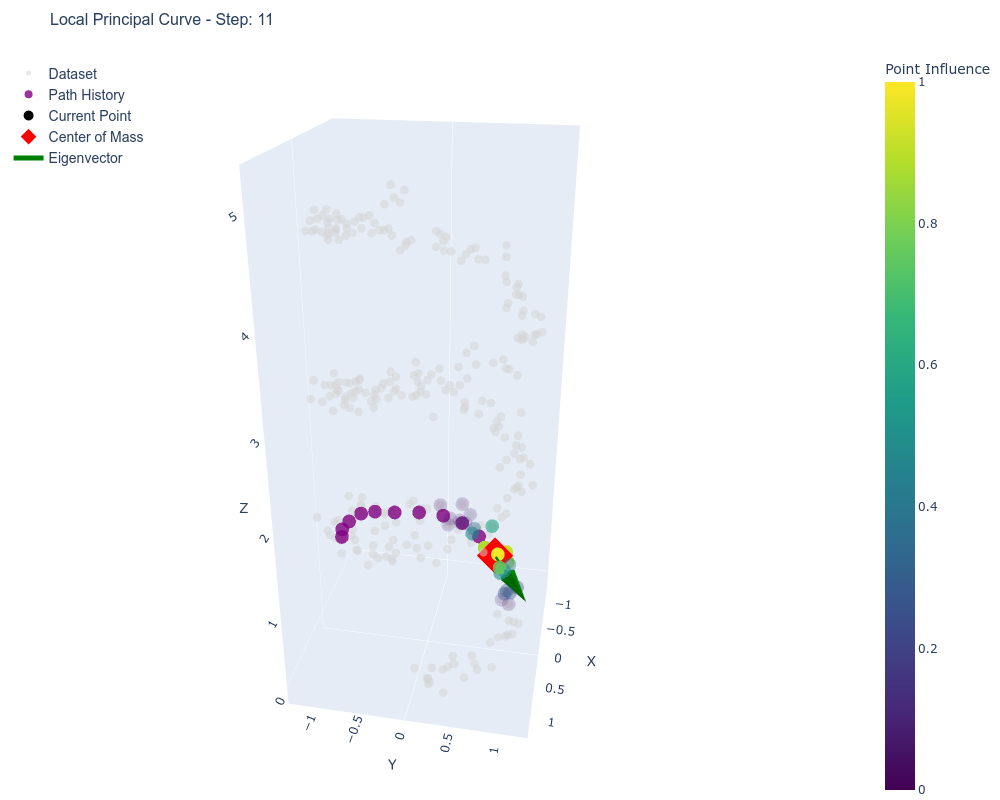 Local Principal Curve - Step: 11
Dataset
Path History
Current Point
Center of Mass
Eigenvector
Point Influence
1
0.8
0.6
0.4
0.2
0
5
4
3
2
1
0
Z
−1
−0.5
0
0.5
1
Y
−1
−0.5
0
0.5
1
X